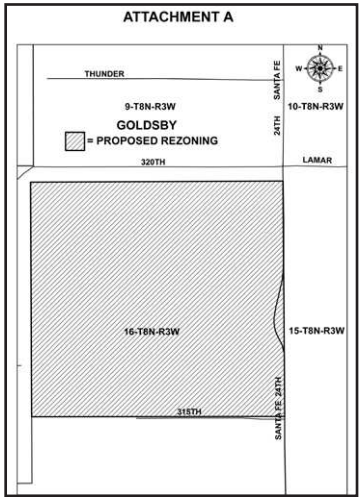 ATTACHMENT A
N
W E
S
THUNDER
SANTA FE
9-T8N-R3W
10-T8N-R3W
GOLDSBY
= PROPOSED REZONING
24TH
320TH
LAMAR
16-T8N-R3W
15-T8N-R3W
315TH
SANTA FE 24TH